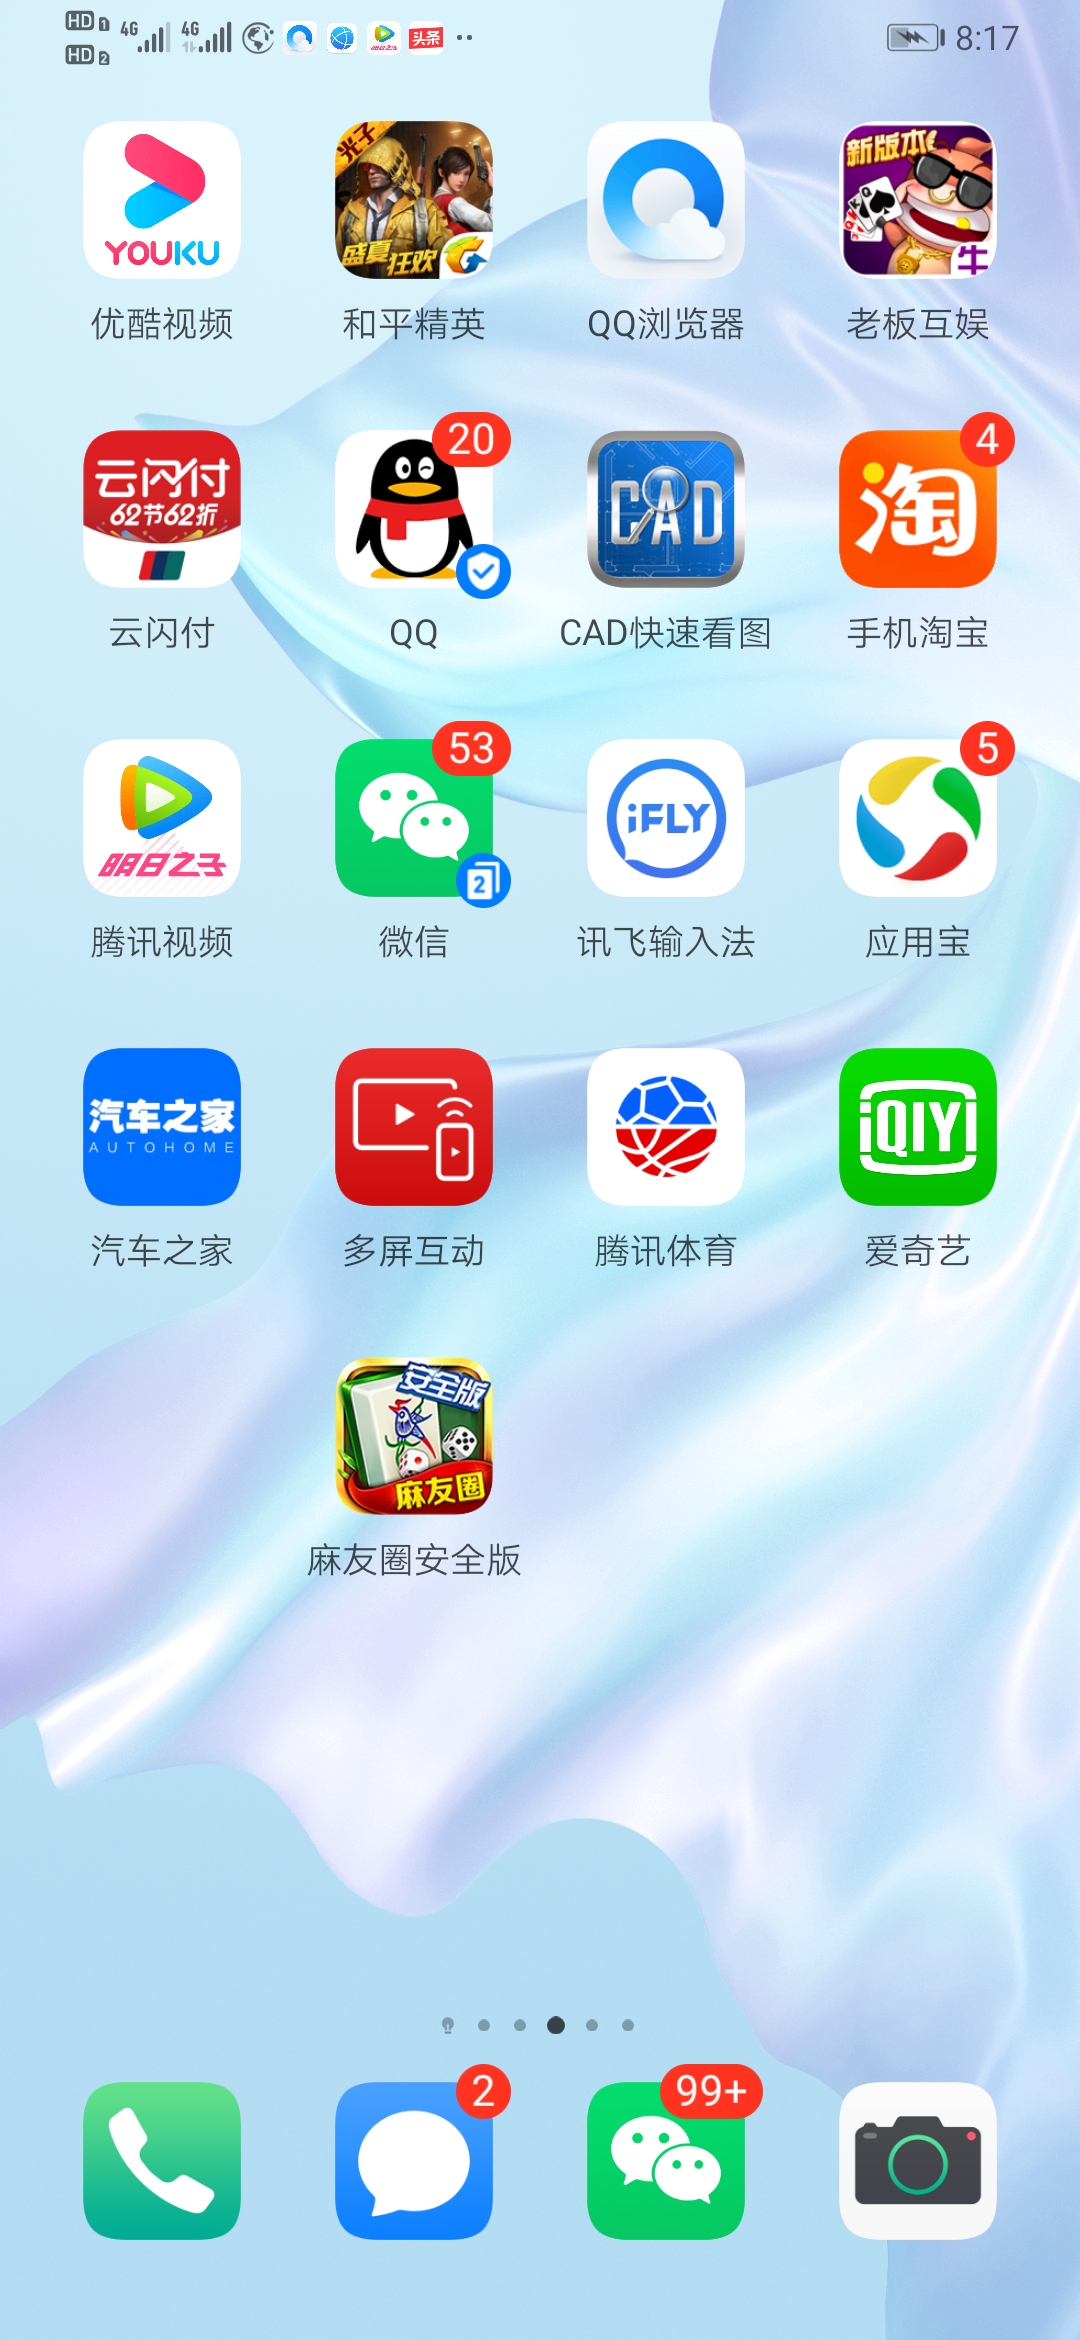 HD 1 4G 4G 头条 8:17
HD 2
YOUKU
优酷视频
光子
盛夏狂欢
和平精英
QQ浏览器
新版本
牛
老板互娱
云闪付
62节62折
云闪付
20
QQ
CAD
CAD快速看图
淘
4
手机淘宝
明日之子
腾讯视频
53
2
微信
iFLY
讯飞输入法
5
应用宝
汽车之家
AUTOHOME
汽车之家
多屏互动
腾讯体育
iQIYI
爱奇艺
安全版
麻友圈
麻友圈安全版
2
99+